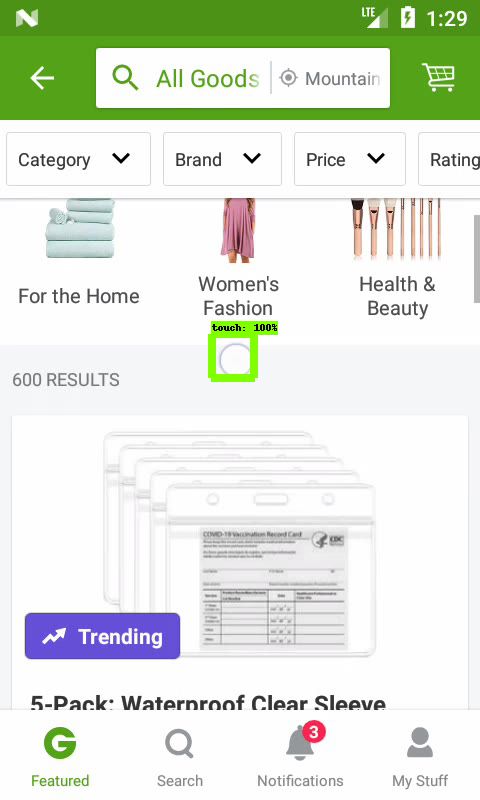 LTE 1:29
All Goods Mountain
Category Brand Price Rating
For the Home
Women's
Fashion
Health &
Beauty
touch: 100%
600 RESULTS
COVID-19 Vaccination Record Card
CDC
Trending
5-Pack: Waterproof Clear Sleeve
3
G
Featured Search Notifications My Stuff